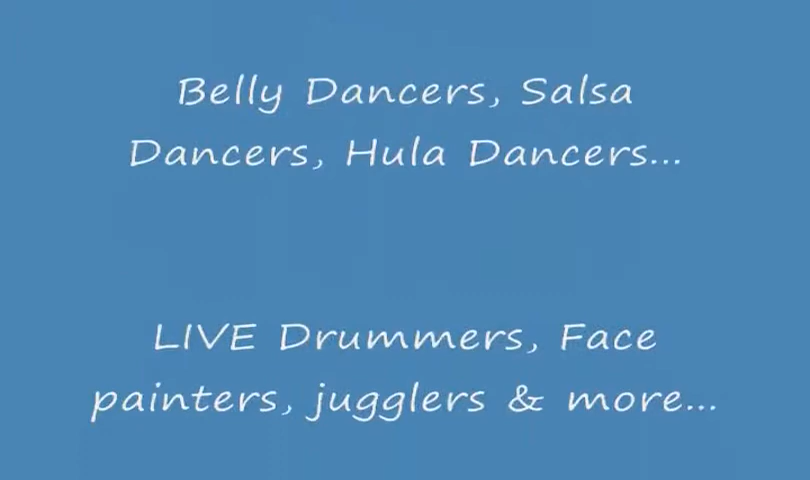 Belly Dancers, Salsa
Dancers, Hula Dancers...
LIVE Drummers, Face
painters, jugglers & more...